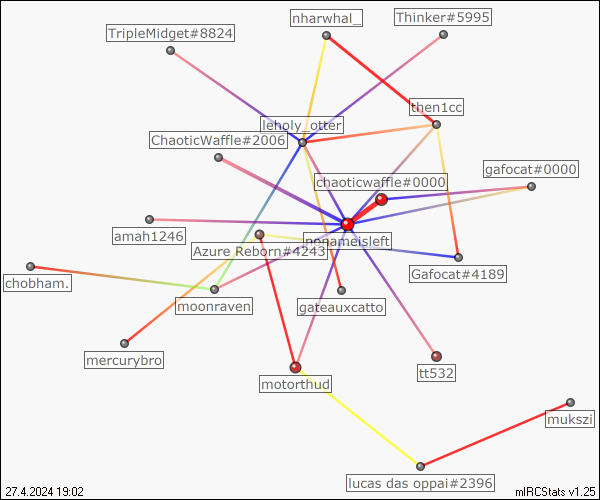 nharwhal_
Thinker#5995
TripleMidget#8824
then1cc
leholy_otter
ChaoticWaffle#2006
gafocat#0000
chaoticwaffle#0000
amah1246
nonameisleft
Azure Reborn#4243
Gafocat#4189
chobham.
moonraven
gateauxcatto
mercurybro
tt532
motorthud
mukszi
lucas das oppai#2396
27.4.2024 19:02
mIRCStats v1.25